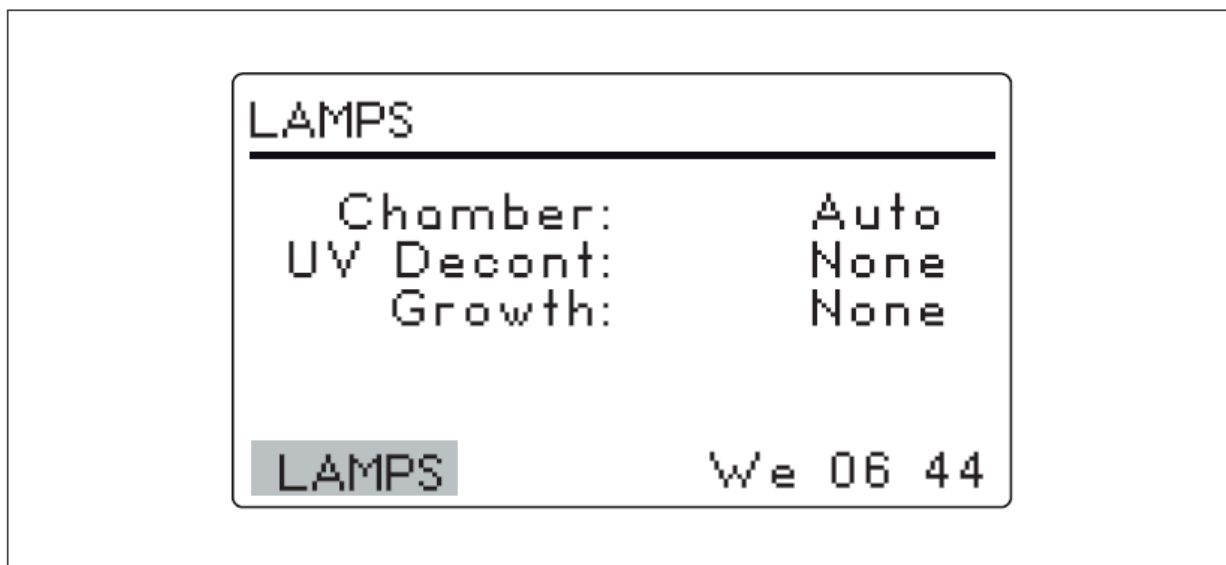 LAMPS
Chamber: Auto
UV Decont: None
Growth: None
LAMPS We 06 44